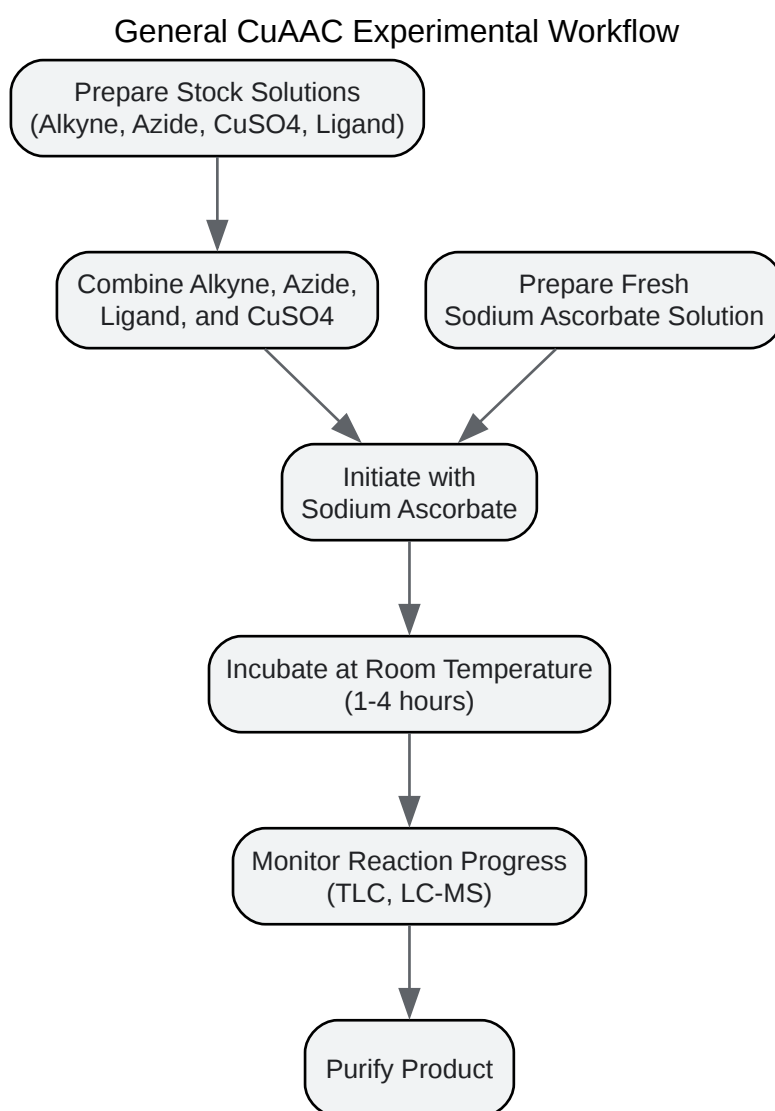 General CuAAC Experimental Workflow
Prepare Stock Solutions
(Alkyne, Azide, CuSO4, Ligand)
Combine Alkyne, Azide,
Ligand, and CuSO4
Prepare Fresh
Sodium Ascorbate Solution
Initiate with
Sodium Ascorbate
Incubate at Room Temperature
(1-4 hours)
Monitor Reaction Progress
(TLC, LC-MS)
Purify Product